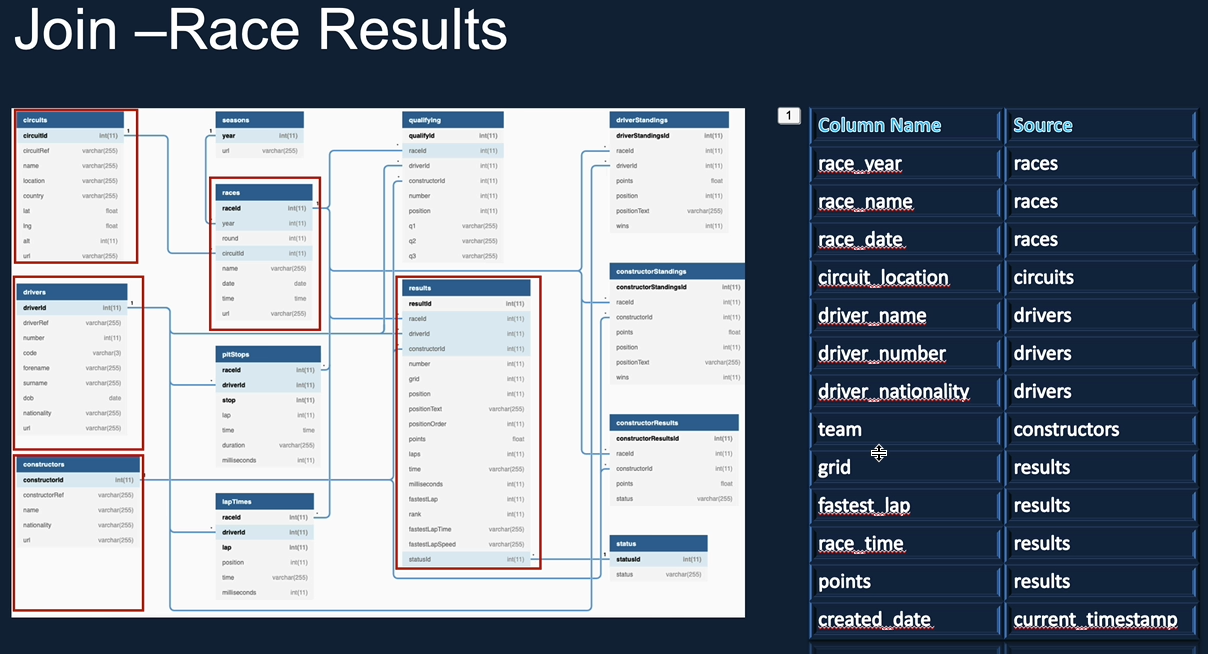 Join –Race Results
circuits
circuitId int(11)
circuitRef varchar(255)
name varchar(255)
location varchar(255)
country varchar(255)
lat float
lng float
alt int(11)
url varchar(255)
drivers
driverId int(11)
driverRef varchar(255)
number int(11)
code varchar(3)
forename varchar(255)
surname varchar(255)
dob date
nationality varchar(255)
url varchar(255)
constructors
constructorId int(11)
constructorRef varchar(255)
name varchar(255)
nationality varchar(255)
url varchar(255)
seasons
year int(11)
url varchar(255)
races
raceId int(11)
year int(11)
round int(11)
circuitId int(11)
name varchar(255)
date date
time time
url varchar(255)
pitStops
raceId int(11)
driverId int(11)
stop int(11)
lap int(11)
time time
duration varchar(255)
milliseconds int(11)
lapTimes
raceId int(11)
driverId int(11)
lap int(11)
position int(11)
time varchar(255)
milliseconds int(11)
qualifying
qualifyId int(11)
raceId int(11)
driverId int(11)
constructorId int(11)
number int(11)
position int(11)
q1 varchar(255)
q2 varchar(255)
q3 varchar(255)
results
resultId int(11)
raceId int(11)
driverId int(11)
constructorId int(11)
number int(11)
grid int(11)
position int(11)
positionText varchar(255)
positionOrder int(11)
points float
laps int(11)
time varchar(255)
milliseconds int(11)
fastestLap int(11)
rank int(11)
fastestLapTime varchar(255)
fastestLapSpeed varchar(255)
statusId int(11)
driverStandings
driverStandingsId int(11)
raceId int(11)
driverId int(11)
points float
position int(11)
positionText varchar(255)
wins int(11)
constructorStandings
constructorStandingsId int(11)
raceId int(11)
constructorId int(11)
points float
position int(11)
positionText varchar(255)
wins int(11)
constructorResults
constructorResultsId int(11)
raceId int(11)
constructorId int(11)
points float
status varchar(255)
status
statusId int(11)
status varchar(255)
1
Column Name Source
race_year races
race_name races
race_date races
circuit_location circuits
driver_name drivers
driver_number drivers
driver_nationality drivers
team constructors
grid results
fastest_lap results
race_time results
points results
created_date current_timestamp